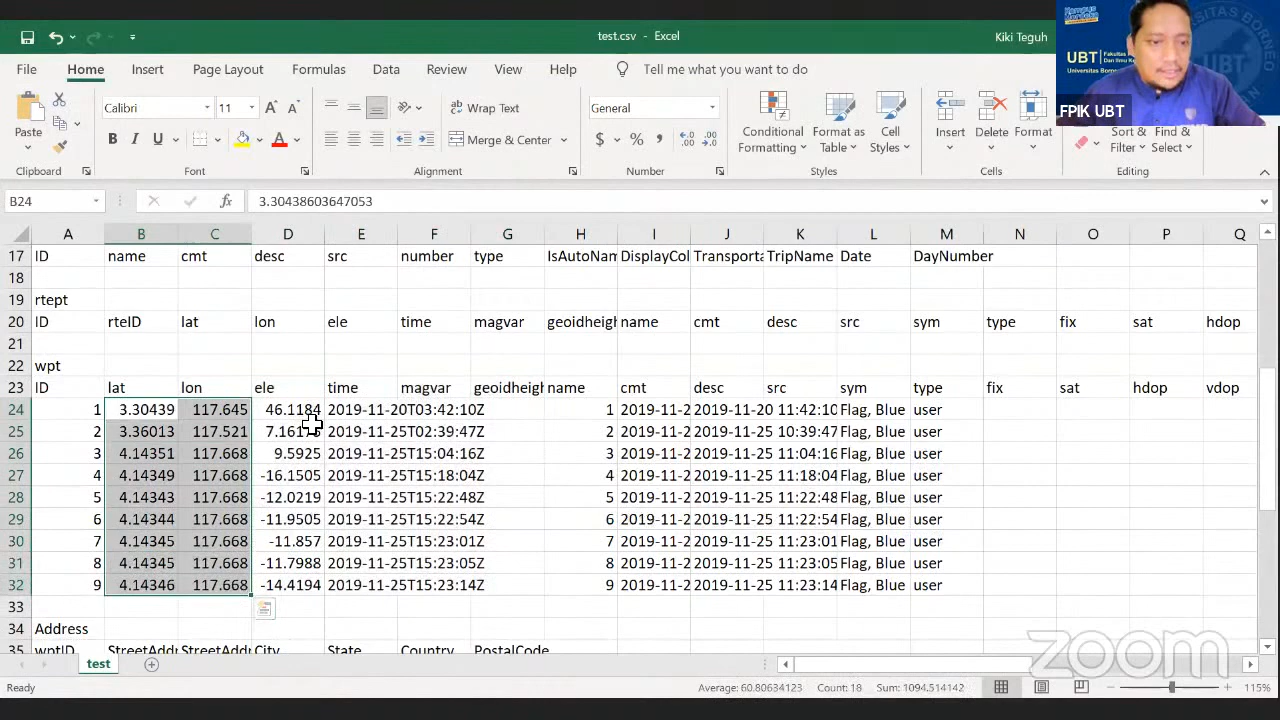 test.csv - Excel
Kiki Teguh
File Home Insert Page Layout Formulas Data Review View Help Tell me what you want to do
UBT
Universitas Borneo
FPIK UBT
Calibri 11 Wrap Text General
Paste Merge & Center Conditional Formatting Format as Table Cell Styles Insert Delete Format Sort & Filter Find & Select
Clipboard Font Alignment Number Styles Cells Editing
B24 fx 3.30438603647053
A B C D E F G H I J K L M N O P Q
17 ID name cmt desc src number type IsAutoNam DisplayCol Transporta TripName Date DayNumber
18
19 rtept
20 ID rteID lat lon ele time magvar geoidheigh name cmt desc src sym type fix sat hdop
21
22 wpt
23 ID lat lon ele time magvar geoidheigh name cmt desc src sym type fix sat hdop vdop
24 1 3.30439 117.645 46.1184 2019-11-20T03:42:10Z 1 2019-11-2 2019-11-20 11:42:10 Flag, Blue user
25 2 3.36013 117.521 2019-11-25T02:39:47Z 2 2019-11-2 2019-11-25 10:39:47 Flag, Blue user
26 3 4.14351 117.668 9.5925 2019-11-25T15:04:16Z 3 2019-11-2 2019-11-25 11:04:16 Flag, Blue user
27 4 4.14349 117.668 -16.1505 2019-11-25T15:18:04Z 4 2019-11-2 2019-11-25 11:18:04 Flag, Blue user
28 5 4.14343 117.668 -12.0219 2019-11-25T15:22:48Z 5 2019-11-2 2019-11-25 11:22:48 Flag, Blue user
29 6 4.14344 117.668 -11.9505 2019-11-25T15:22:54Z 6 2019-11-2 2019-11-25 11:22:54 Flag, Blue user
30 7 4.14345 117.668 -11.857 2019-11-25T15:23:01Z 7 2019-11-2 2019-11-25 11:23:01 Flag, Blue user
31 8 4.14345 117.668 -11.7988 2019-11-25T15:23:05Z 8 2019-11-2 2019-11-25 11:23:05 Flag, Blue user
32 9 4.14346 117.668 -14.4194 2019-11-25T15:23:14Z 9 2019-11-2 2019-11-25 11:23:14 Flag, Blue user
33
34 Address
35 wptID StreetAddr StreetAddr City State Country PostalCode
test
zoom
Ready Average: 60.80634123 Count: 18 Sum: 1094.514142 115%